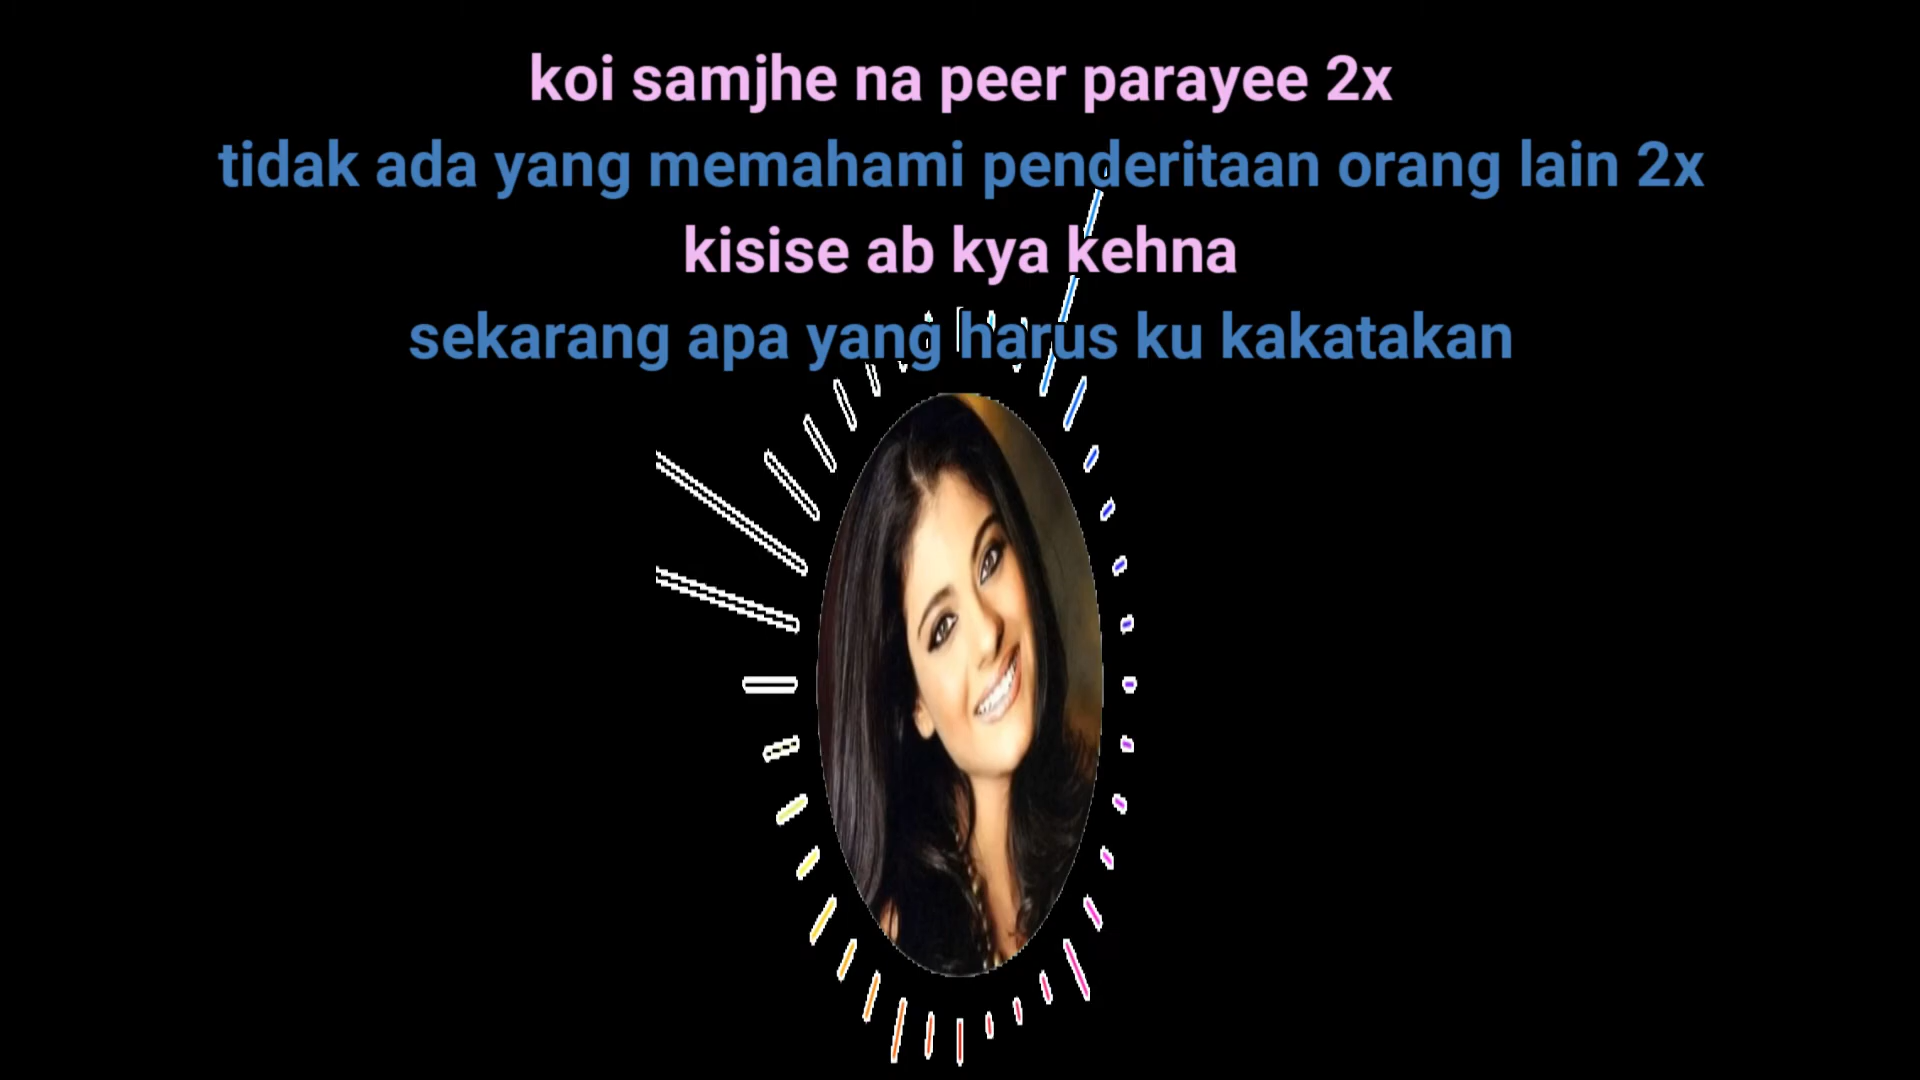 koi samjhe na peer parayee 2x
tidak ada yang memahami penderitaan orang lain 2x
kisise ab kya kehna
sekarang apa yang harus ku kakatakan